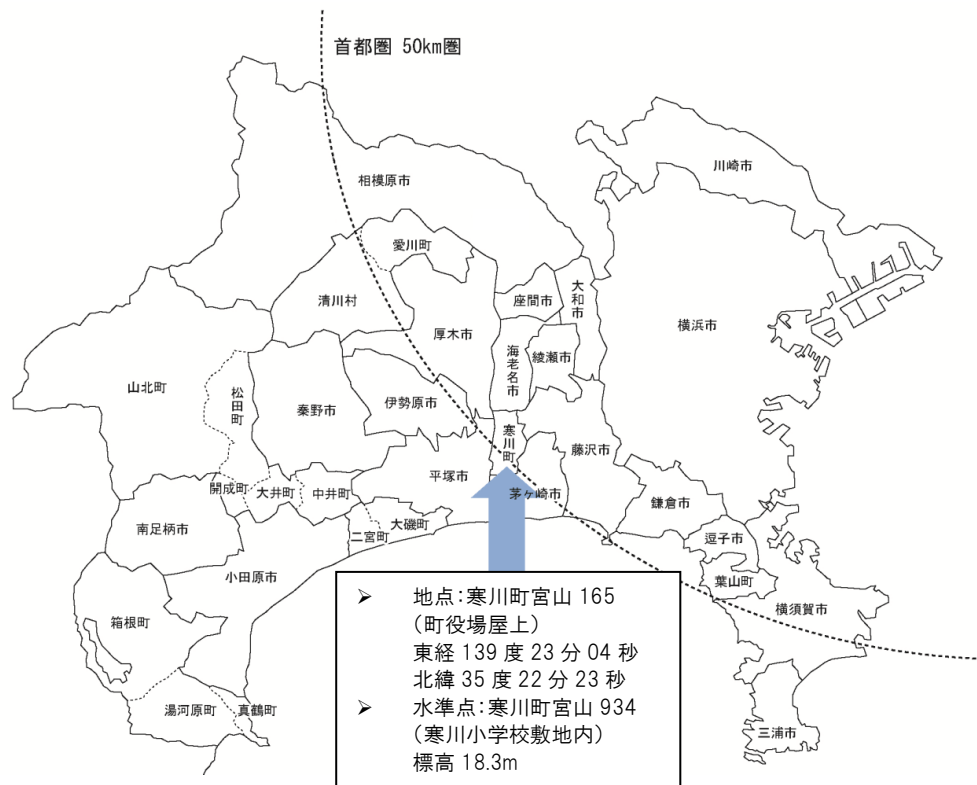 首都圏 50km圏
川崎市
相模原市
愛川町
清川村
座間市
大和市
横浜市
厚木市
海老名市
綾瀬市
山北町
松田町
秦野市
伊勢原市
寒川町
藤沢市
平塚市
開成町
大井町
中井町
茅ヶ崎市
鎌倉市
南足柄市
大磯町
二宮町
逗子市
小田原市
葉山町
横須賀市
箱根町
湯河原町
真鶴町
三浦市
➢ 地点:寒川町宮山 165
(町役場屋上)
東経 139 度 23 分 04 秒
北緯 35 度 22 分 23 秒
➢ 水準点:寒川町宮山 934
(寒川小学校敷地内)
標高 18.3m